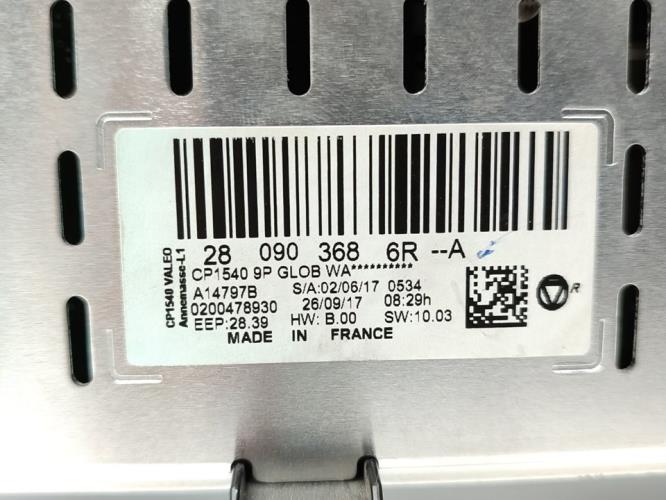 CP1540 VALEO
Annemasse-L1
28 090 368 6R --A
CP1540 9P GLOB WA**********
A14797B S/A:02/06/17 0534
0200478930 26/09/17 08:29h
EEP:28.39 HW: B.00 SW:10.03
MADE IN FRANCE
R